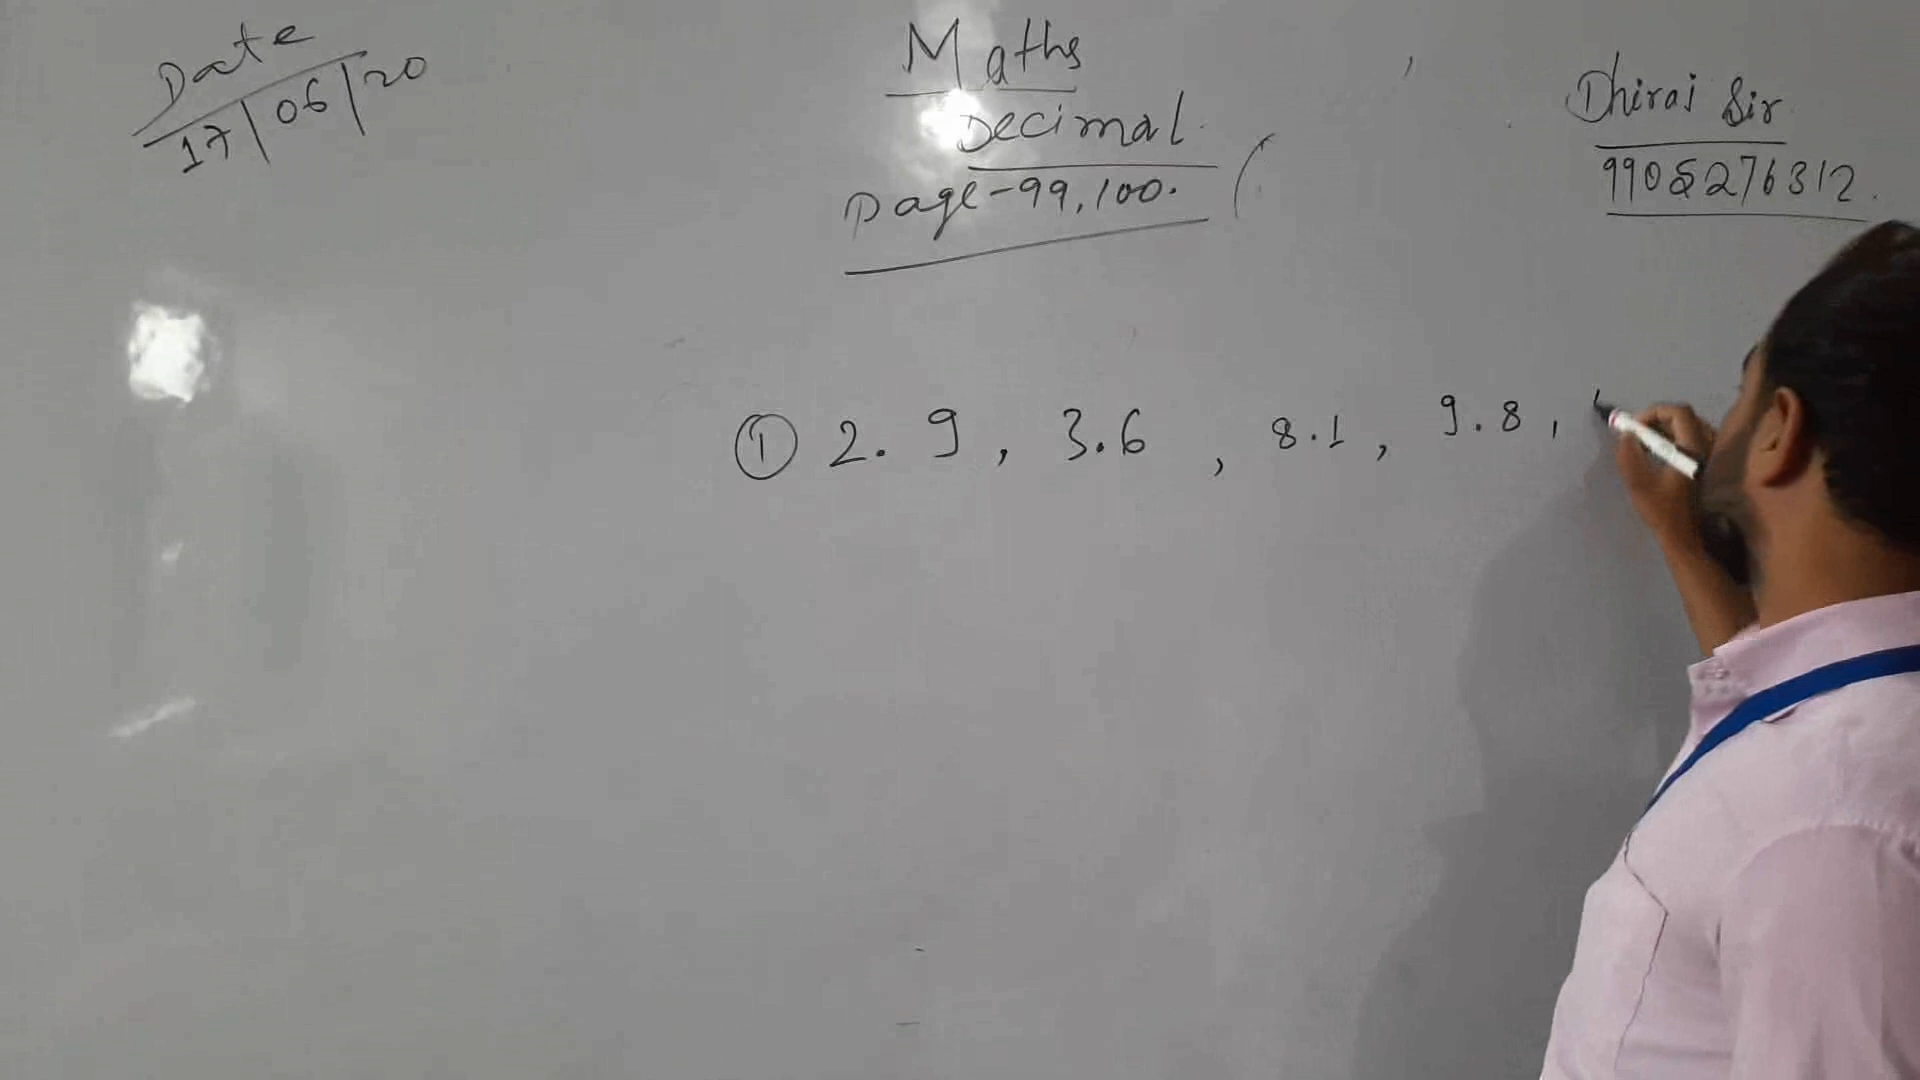 Date
17/06/20
Maths
Decimal
Page-99,100.
Dhiraj Sir
9905276312.
① 2.9, 3.6, 8.1, 9.8,